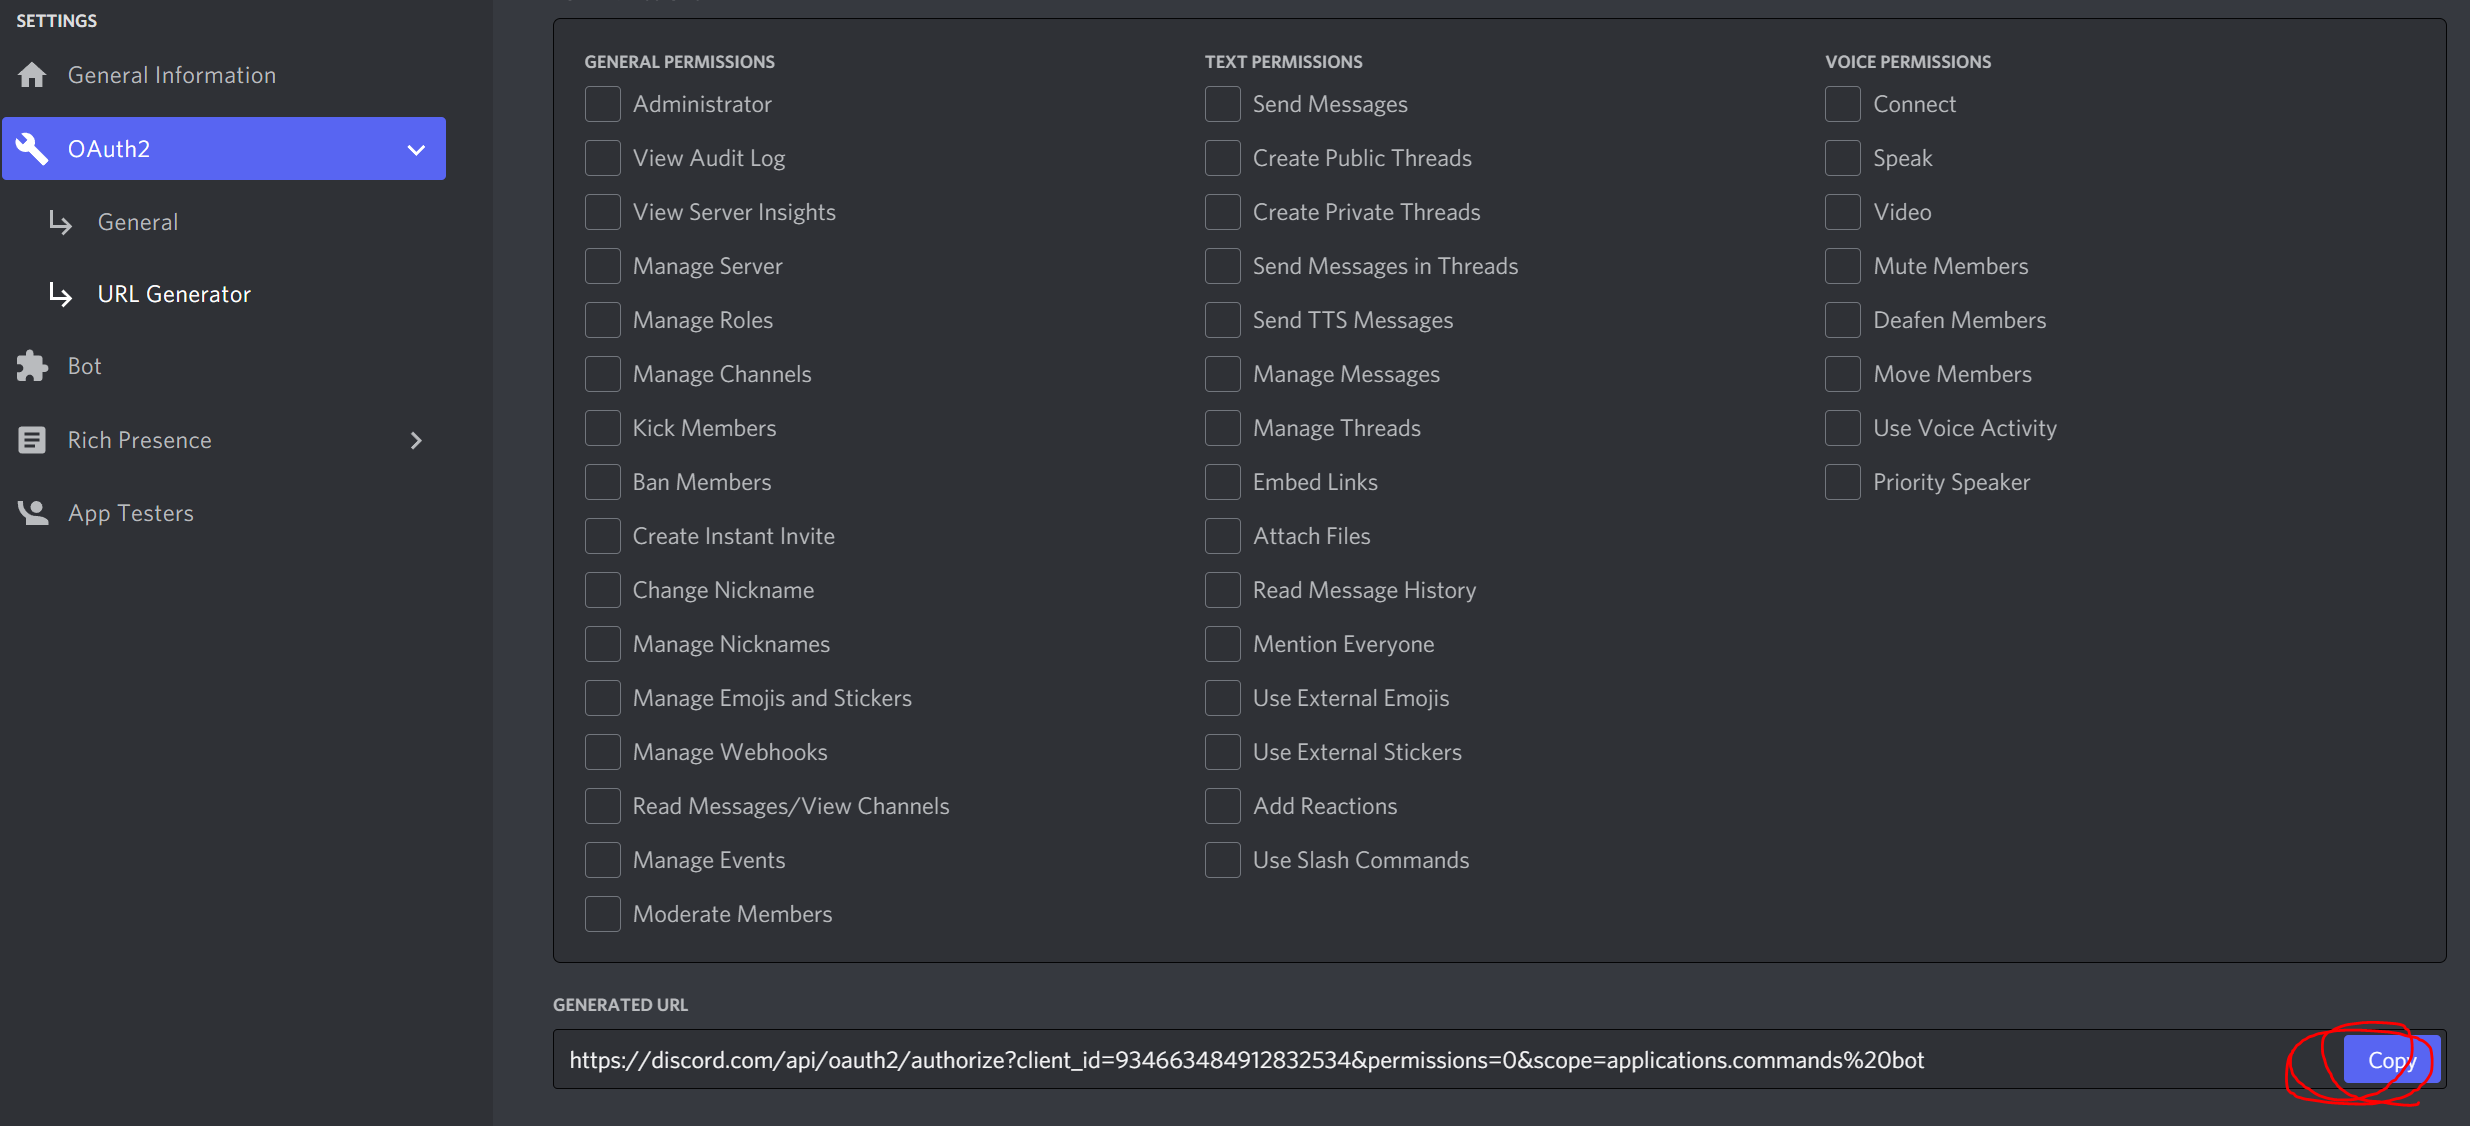 SETTINGS
General Information
OAuth2
General
URL Generator
Bot
Rich Presence
App Testers
GENERAL PERMISSIONS
Administrator
View Audit Log
View Server Insights
Manage Server
Manage Roles
Manage Channels
Kick Members
Ban Members
Create Instant Invite
Change Nickname
Manage Nicknames
Manage Emojis and Stickers
Manage Webhooks
Read Messages/View Channels
Manage Events
Moderate Members
TEXT PERMISSIONS
Send Messages
Create Public Threads
Create Private Threads
Send Messages in Threads
Send TTS Messages
Manage Messages
Manage Threads
Embed Links
Attach Files
Read Message History
Mention Everyone
Use External Emojis
Use External Stickers
Add Reactions
Use Slash Commands
VOICE PERMISSIONS
Connect
Speak
Video
Mute Members
Deafen Members
Move Members
Use Voice Activity
Priority Speaker
GENERATED URL
https://discord.com/api/oauth2/authorize?client_id=934663484912832534&permissions=0&scope=applications.commands%20bot
Copy